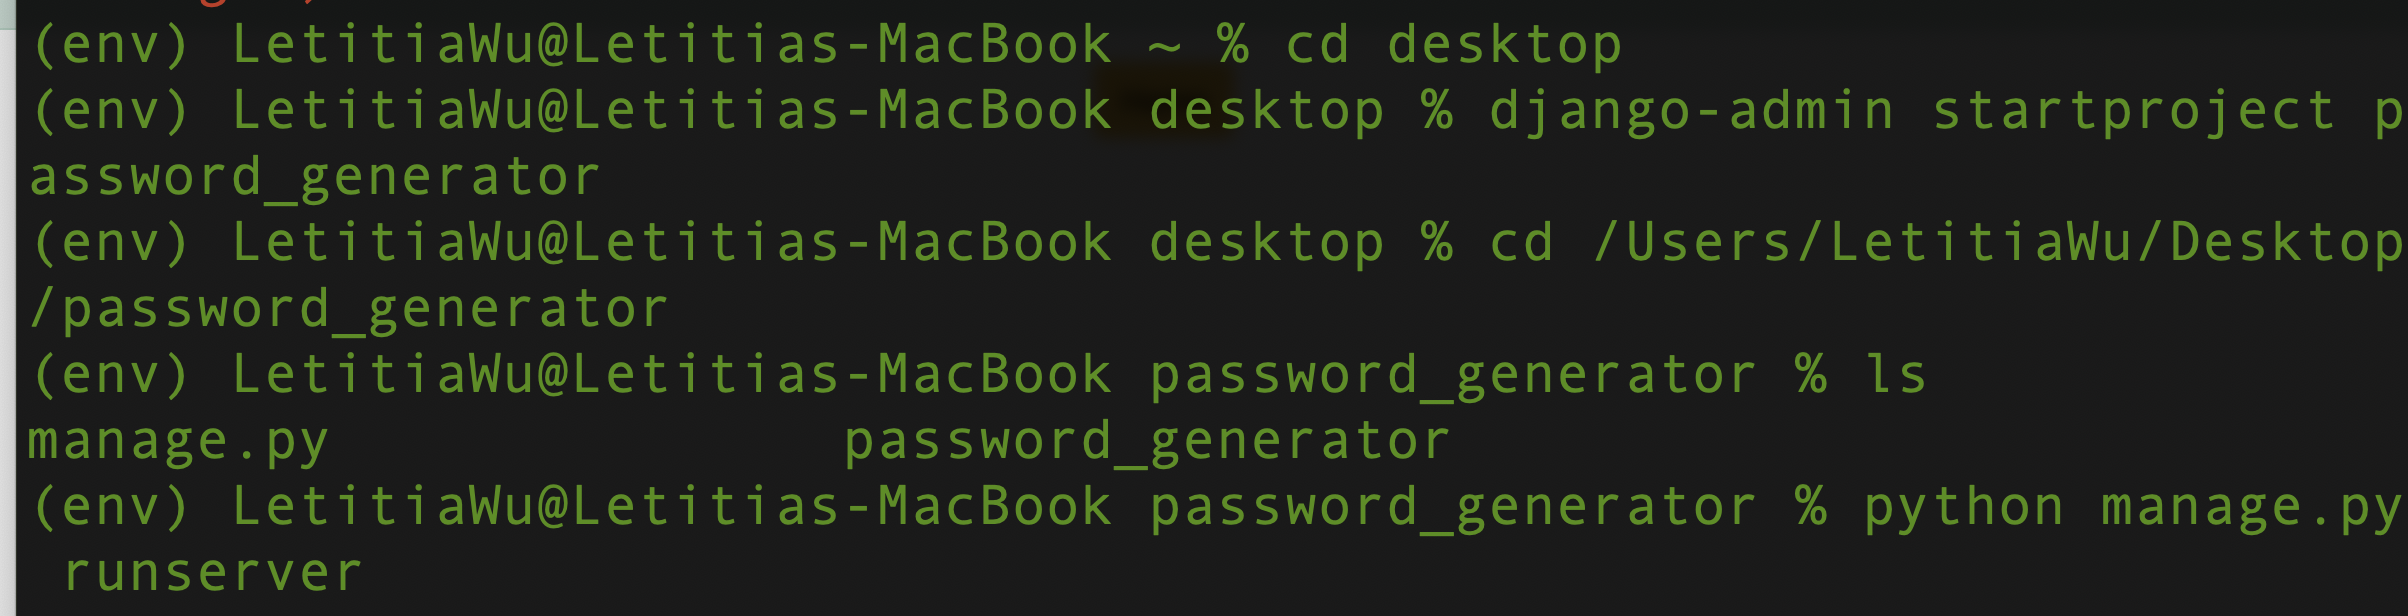 (env) LetitiaWu@Letitias-MacBook ~ % cd desktop
(env) LetitiaWu@Letitias-MacBook desktop % django-admin startproject p
assword_generator
(env) LetitiaWu@Letitias-MacBook desktop % cd /Users/LetitiaWu/Desktop
/password_generator
(env) LetitiaWu@Letitias-MacBook password_generator % ls
manage.py password_generator
(env) LetitiaWu@Letitias-MacBook password_generator % python manage.py
runserver